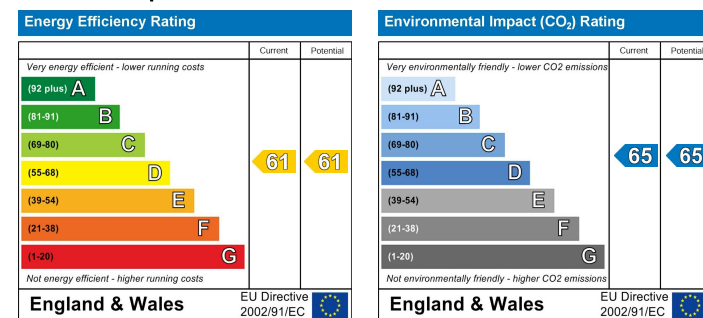 Energy Efficiency Rating
Current Potential
Very energy efficient - lower running costs
(92 plus) A
(81-91) B
(69-80) C
(55-68) D
(39-54) E
(21-38) F
(1-20) G
61 61
Not energy efficient - higher running costs
England & Wales
EU Directive
2002/91/EC
Environmental Impact (CO2) Rating
Current Potential
Very environmentally friendly - lower CO2 emissions
(92 plus) A
(81-91) B
(69-80) C
(55-68) D
(39-54) E
(21-38) F
(1-20) G
65 65
Not environmentally friendly - higher CO2 emissions
England & Wales
EU Directive
2002/91/EC